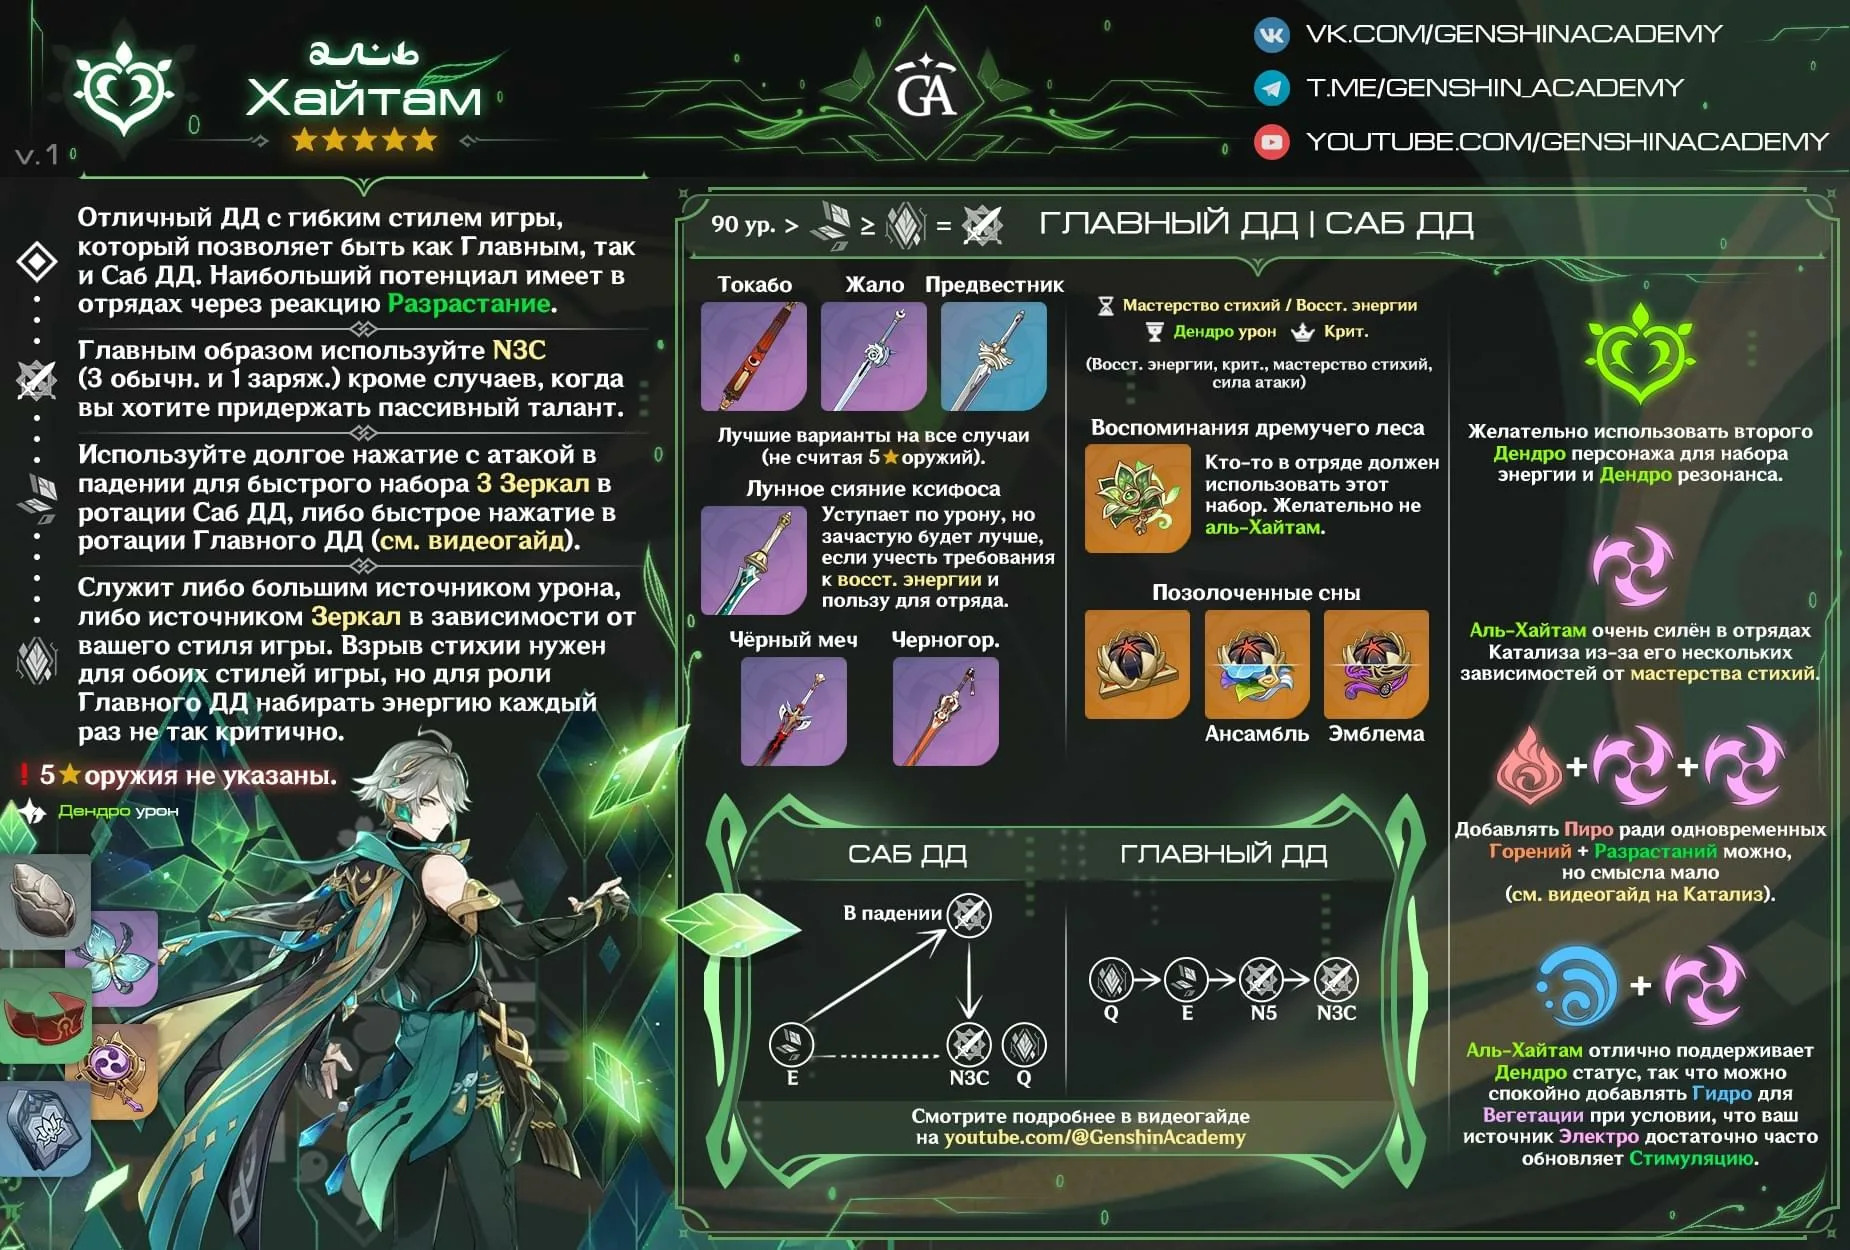 Хайтам
v.1
GA
VK.COM/GENSHINACADEMY
T.ME/GENSHIN_ACADEMY
YOUTUBE.COM/GENSHINACADEMY
Отличный ДД с гибким стилем игры,
который позволяет быть как Главным, так
и Саб ДД. Наибольший потенциал имеет в
отрядах через реакцию Разрастание.
Главным образом используйте N3C
(3 обычн. и 1 заряж.) кроме случаев, когда
вы хотите придержать пассивный талант.
Используйте долгое нажатие с атакой в
падении для быстрого набора 3 Зеркал в
ротации Саб ДД, либо быстрое нажатие в
ротации Главного ДД (см. видеогайд).
Служит либо большим источником урона,
либо источником Зеркал в зависимости от
вашего стиля игры. Взрыв стихии нужен
для обоих стилей игры, но для роли
Главного ДД набирать энергию каждый
раз не так критично.
! 5★оружия не указаны.
Дендро урон
90 ур. > ≥ = ГЛАВНЫЙ ДД | САБ ДД
Токабо Жало Предвестник
Лучшие варианты на все случаи
(не считая 5★оружий).
Лунное сияние ксифоса
Уступает по урону, но
зачастую будет лучше,
если учесть требования
к восст. энергии и
пользу для отряда.
Чёрный меч Черногор.
Мастерство стихий / Восст. энергии
Дендро урон Крит.
(Восст. энергии, крит., мастерство стихий,
сила атаки)
Воспоминания дремучего леса
Кто-то в отряде должен
использовать этот
набор. Желательно не
аль-Хайтам.
Позолоченные сны
Ансамбль Эмблема
САБ ДД
В падении
E
N3C Q
ГЛАВНЫЙ ДД
Q E N5 N3C
Смотрите подробнее в видеогайде
на youtube.com/@GenshinAcademy
Желательно использовать второго
Дендро персонажа для набора
энергии и Дендро резонанса.
Аль-Хайтам очень силён в отрядах
Катализа из-за его нескольких
зависимостей от мастерства стихий.
+ +
Добавлять Пиро ради одновременных
Горений + Разрастаний можно,
но смысла мало
(см. видеогайд на Катализ).
+
Аль-Хайтам отлично поддерживает
Дендро статус, так что можно
спокойно добавлять Гидро для
Вегетации при условии, что ваш
источник Электро достаточно часто
обновляет Стимуляцию.